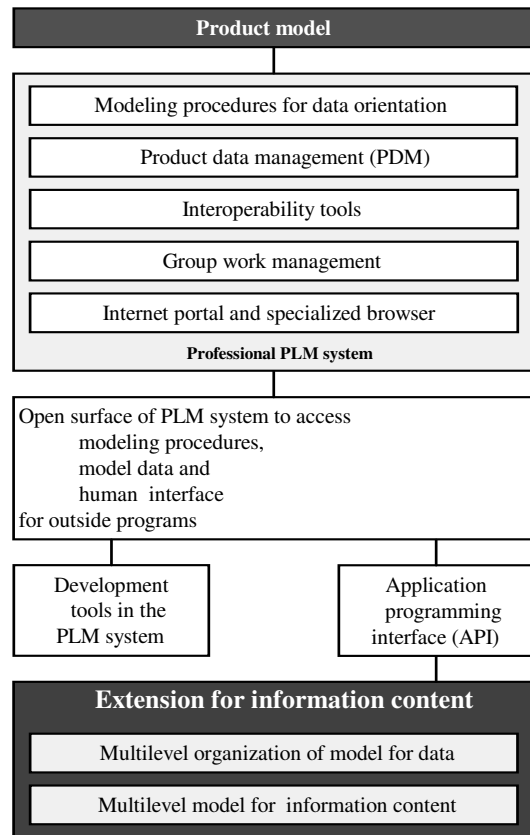 Product model
Modeling procedures for data orientation
Product data management (PDM)
Interoperability tools
Group work management
Internet portal and specialized browser
Professional PLM system
Open surface of PLM system to access
modeling procedures,
model data and
human interface
for outside programs
Development
tools in the
PLM system
Application
programming
interface (API)
Extension for information content
Multilevel organization of model for data
Multilevel model for information content